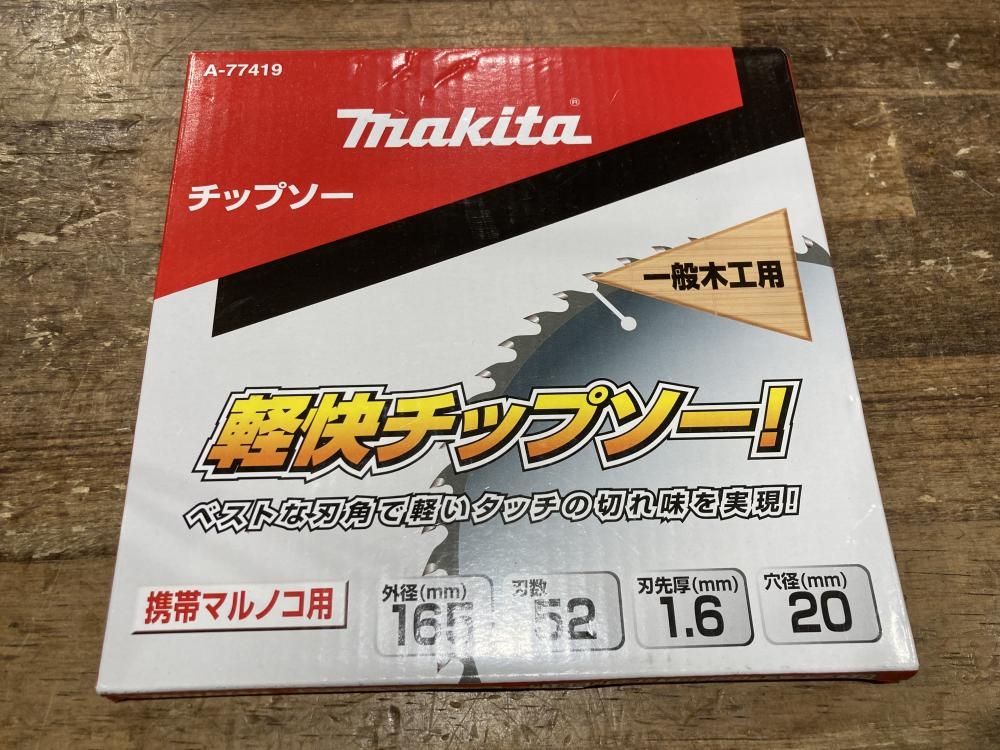 A-77419
makita®
チップソー
一般木工用
軽快チップソー!
ベストな刃角で軽いタッチの切れ味を実現!
携帯マルノコ用
外径(mm)
165
刃数
52
刃先厚(mm)
1.6
穴径(mm)
20